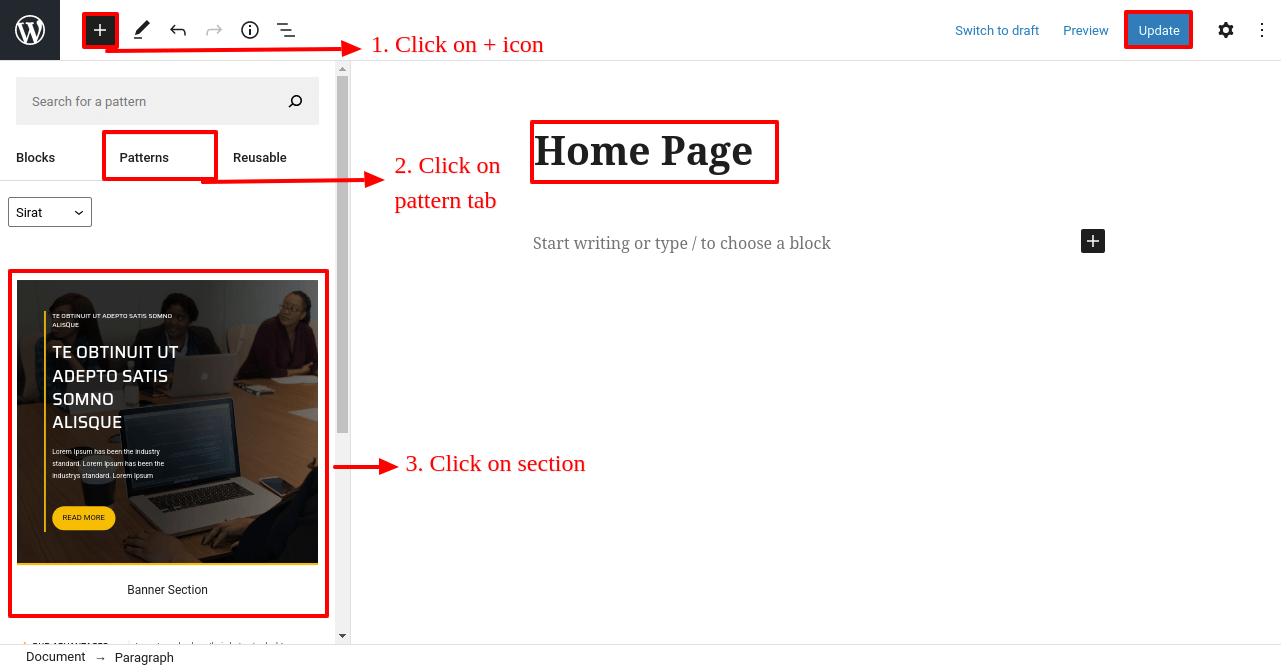 1. Click on + icon
Switch to draft
Preview
Update
Search for a pattern
Blocks
Patterns
Reusable
2. Click on
pattern tab
Home Page
Sirat
Start writing or type / to choose a block
TE OBTINUIT UT ADEPTO SATIS SOMNO
ALISQUE
TE OBTINUIT UT
ADEPTO SATIS
SOMNO
ALISQUE
Lorem Ipsum has been the industry
standard. Lorem Ipsum has been the
industrys standard. Lorem Ipsum
READ MORE
3. Click on section
Banner Section
Document → Paragraph